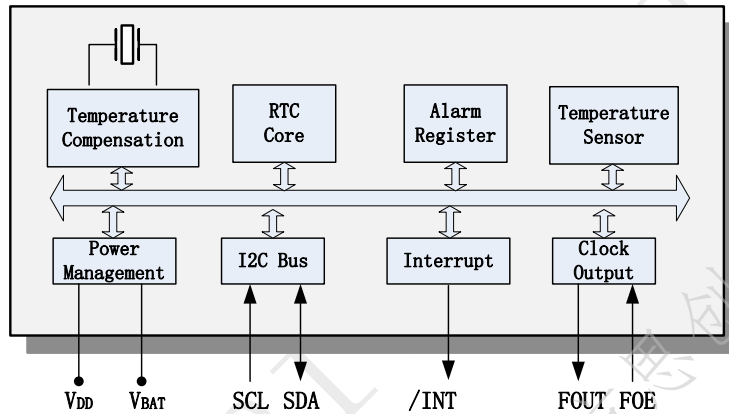 Temperature
Compensation
RTC
Core
Alarm
Register
Temperature
Sensor
Power
Management
I2C Bus
Interrupt
Clock
Output
VDD VBAT SCL SDA /INT FOUT FOE